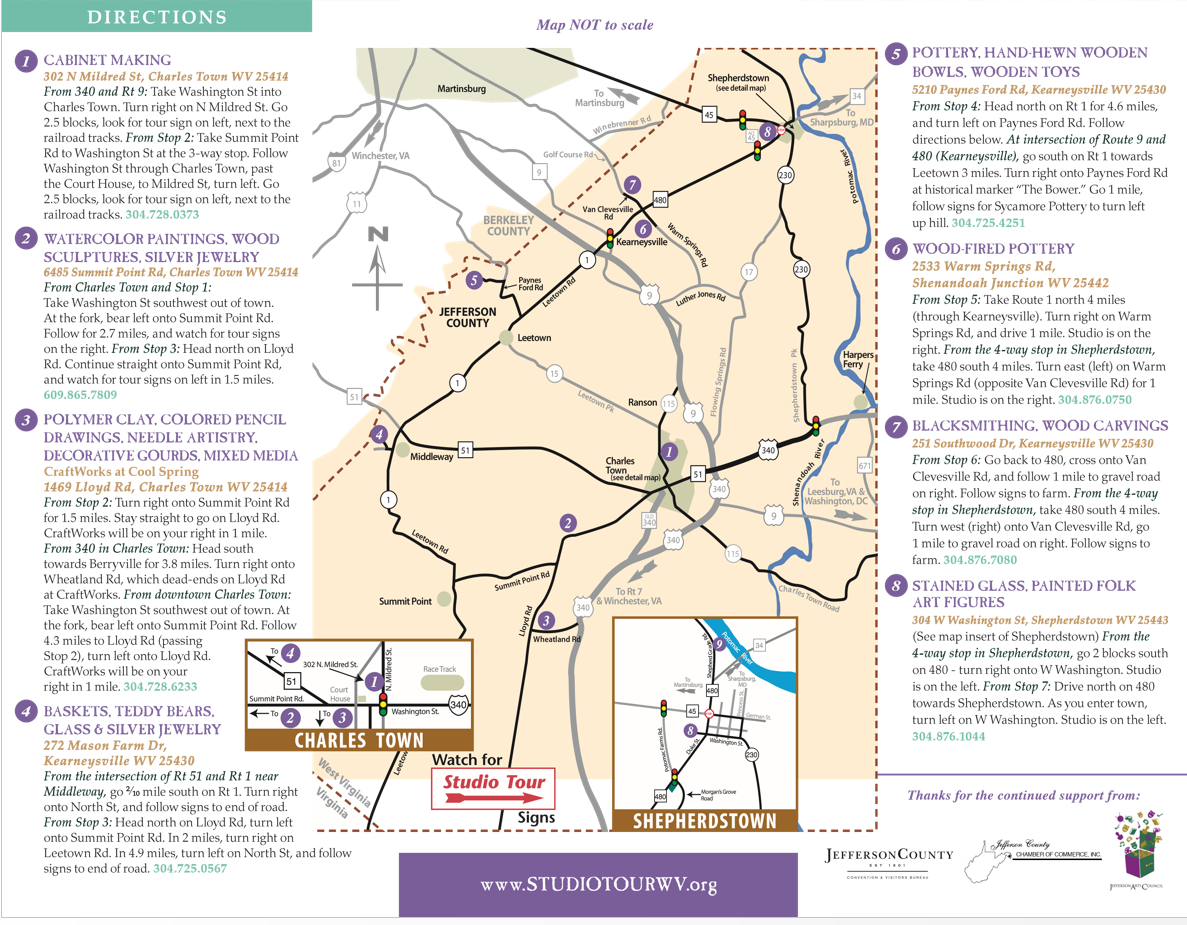 DIRECTIONS
1 CABINET MAKING
302 N Mildred St, Charles Town WV 25414
From 340 and Rt 9: Take Washington St into
Charles Town. Turn right on N Mildred St. Go
2.5 blocks, look for tour sign on left, next to the
railroad tracks. From Stop 2: Take Summit Point
Rd to Washington St at the 3-way stop. Follow
Washington St through Charles Town, past
the Court House, to Mildred St, turn left. Go
2.5 blocks, look for tour sign on left, next to the
railroad tracks. 304.728.0373
2 WATERCOLOR PAINTINGS, WOOD
SCULPTURES, SILVER JEWELRY
6485 Summit Point Rd, Charles Town WV 25414
From Charles Town and Stop 1:
Take Washington St southwest out of town.
At the fork, bear left onto Summit Point Rd.
Follow for 2.7 miles, and watch for tour signs
on the right. From Stop 3: Head north on Lloyd
Rd. Continue straight onto Summit Point Rd,
and watch for tour signs on left in 1.5 miles.
609.865.7809
3 POLYMER CLAY, COLORED PENCIL
DRAWINGS, NEEDLE ARTISTRY,
DECORATIVE GOURDS, MIXED MEDIA
CraftWorks at Cool Spring
1469 Lloyd Rd, Charles Town WV 25414
From Stop 2: Turn right onto Summit Point Rd
for 1.5 miles. Stay straight to go on Lloyd Rd.
CraftWorks will be on your right in 1 mile.
From 340 in Charles Town: Head south
towards Berryville for 3.8 miles. Turn right onto
Wheatland Rd, which dead-ends on Lloyd Rd
at CraftWorks. From downtown Charles Town:
Take Washington St southwest out of town. At
the fork, bear left onto Summit Point Rd. Follow
4.3 miles to Lloyd Rd (passing
Stop 2), turn left onto Lloyd Rd.
CraftWorks will be on your
right in 1 mile. 304.728.6233
4 BASKETS, TEDDY BEARS,
GLASS & SILVER JEWELRY
272 Mason Farm Dr,
Kearneysville WV 25430
From the intersection of Rt 51 and Rt 1 near
Middleway, go 2/10 mile south on Rt 1. Turn right
onto North St, and follow signs to end of road.
From Stop 3: Head north on Lloyd Rd, turn left
onto Summit Point Rd. In 2 miles, turn right on
Leetown Rd. In 4.9 miles, turn left on North St, and follow
signs to end of road. 304.725.0567
Map NOT to scale
Martinsburg
To
Martinsburg
Winebrenner Rd
Shepherdstown
(see detail map)
45
ALT
45
34
To
Sharpsburg, MD
8
Potomac River
81
Winchester, VA
11
Golf Course Rd
9
7
480
Van Clevesville
Rd
6
Kearneysville
Warm Springs Rd
230
BERKELEY
COUNTY
N
1
5
Paynes
Ford Rd
Leetown Rd
9
17
230
Luther Jones Rd
JEFFERSON
COUNTY
Leetown
Harpers
Ferry
1
15
Leetown Pk
Flowing Springs Rd
Shepherdstown Pk
51
Ranson
115
9
4
Middleway
51
1
Charles
Town
(see detail map)
51
340
Shenandoah River
671
To
Leesburg, VA &
Washington, DC
1
340
OLD
340
9
2
340
115
Leetown Rd
Charles Town Road
Summit Point Rd
To Rt 7
& Winchester, VA
Summit Point
340
Lloyd Rd
3
Wheatland Rd
To 4
302 N. Mildred St.
51
1
N. Mildred St.
Race Track
Court
House
Summit Point Rd.
To 2
To 3
Washington St.
340
CHARLES TOWN
Leetown
West Virginia
Virginia
Watch for
Studio Tour
Signs
Potomac River
9
34
To
Martinsburg
To
Sharpsburg,
MD
480
45
German St.
8
Washington St.
Duke St.
Potomac Farms Rd.
230
Morgan's Grove
Road
480
SHEPHERDSTOWN
www.STUDIOTOURWV.org
5 POTTERY, HAND-HEWN WOODEN
BOWLS, WOODEN TOYS
5210 Paynes Ford Rd, Kearneysville WV 25430
From Stop 4: Head north on Rt 1 for 4.6 miles,
and turn left on Paynes Ford Rd. Follow
directions below. At intersection of Route 9 and
480 (Kearneysville), go south on Rt 1 towards
Leetown 3 miles. Turn right onto Paynes Ford Rd
at historical marker “The Bower.” Go 1 mile,
follow signs for Sycamore Pottery to turn left
up hill. 304.725.4251
6 WOOD-FIRED POTTERY
2533 Warm Springs Rd,
Shenandoah Junction WV 25442
From Stop 5: Take Route 1 north 4 miles
(through Kearneysville). Turn right on Warm
Springs Rd, and drive 1 mile. Studio is on the
right. From the 4-way stop in Shepherdstown,
take 480 south 4 miles. Turn east (left) on Warm
Springs Rd (opposite Van Clevesville Rd) for 1
mile. Studio is on the right. 304.876.0750
7 BLACKSMITHING, WOOD CARVINGS
251 Southwood Dr, Kearneysville WV 25430
From Stop 6: Go back to 480, cross onto Van
Clevesville Rd, and follow 1 mile to gravel road
on right. Follow signs to farm. From the 4-way
stop in Shepherdstown, take 480 south 4 miles.
Turn west (right) onto Van Clevesville Rd, go
1 mile to gravel road on right. Follow signs to
farm. 304.876.7080
8 STAINED GLASS, PAINTED FOLK
ART FIGURES
304 W Washington St, Shepherdstown WV 25443
(See map insert of Shepherdstown) From the
4-way stop in Shepherdstown, go 2 blocks south
on 480 - turn right onto W Washington. Studio
is on the left. From Stop 7: Drive north on 480
towards Shepherdstown. As you enter town,
turn left on W Washington. Studio is on the left.
304.876.1044
Thanks for the continued support from:
JEFFERSON COUNTY
EST 1801
CONVENTION & VISITORS BUREAU
Jefferson County
CHAMBER OF COMMERCE, INC.
JEFFERSON ARTS COUNCIL